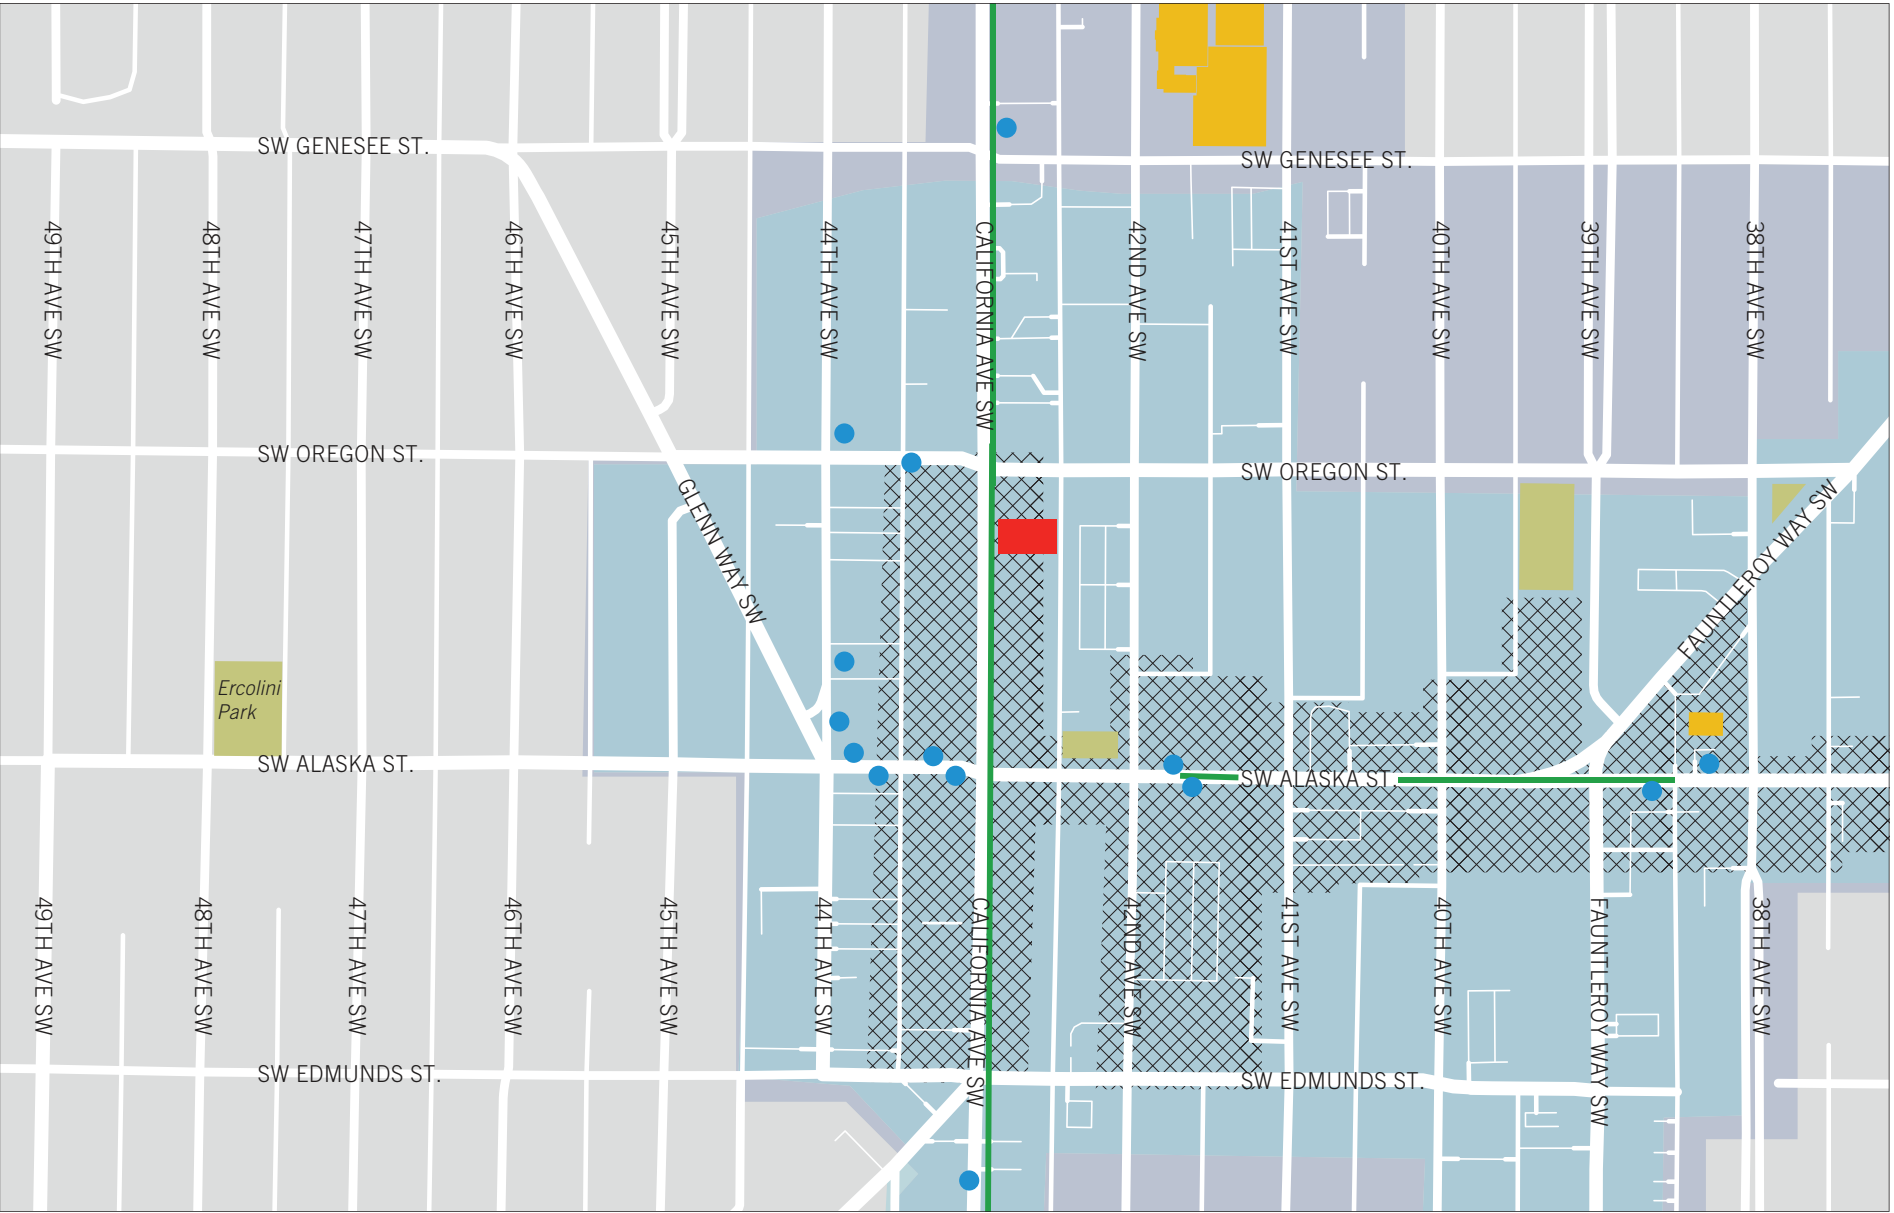 SW GENESEE ST.
SW GENESEE ST.
49TH AVE SW
48TH AVE SW
47TH AVE SW
46TH AVE SW
45TH AVE SW
44TH AVE SW
CALIFORNIA AVE SW
42ND AVE SW
41ST AVE SW
40TH AVE SW
39TH AVE SW
38TH AVE SW
SW OREGON ST.
SW OREGON ST.
GLENN WAY SW
FAUNTLEROY WAY SW
Ercolini
Park
SW ALASKA ST.
SW ALASKA ST.
49TH AVE SW
48TH AVE SW
47TH AVE SW
46TH AVE SW
45TH AVE SW
44TH AVE SW
CALIFORNIA AVE SW
42ND AVE SW
41ST AVE SW
40TH AVE SW
FAUNTLEROY WAY SW
38TH AVE SW
SW EDMUNDS ST.
SW EDMUNDS ST.